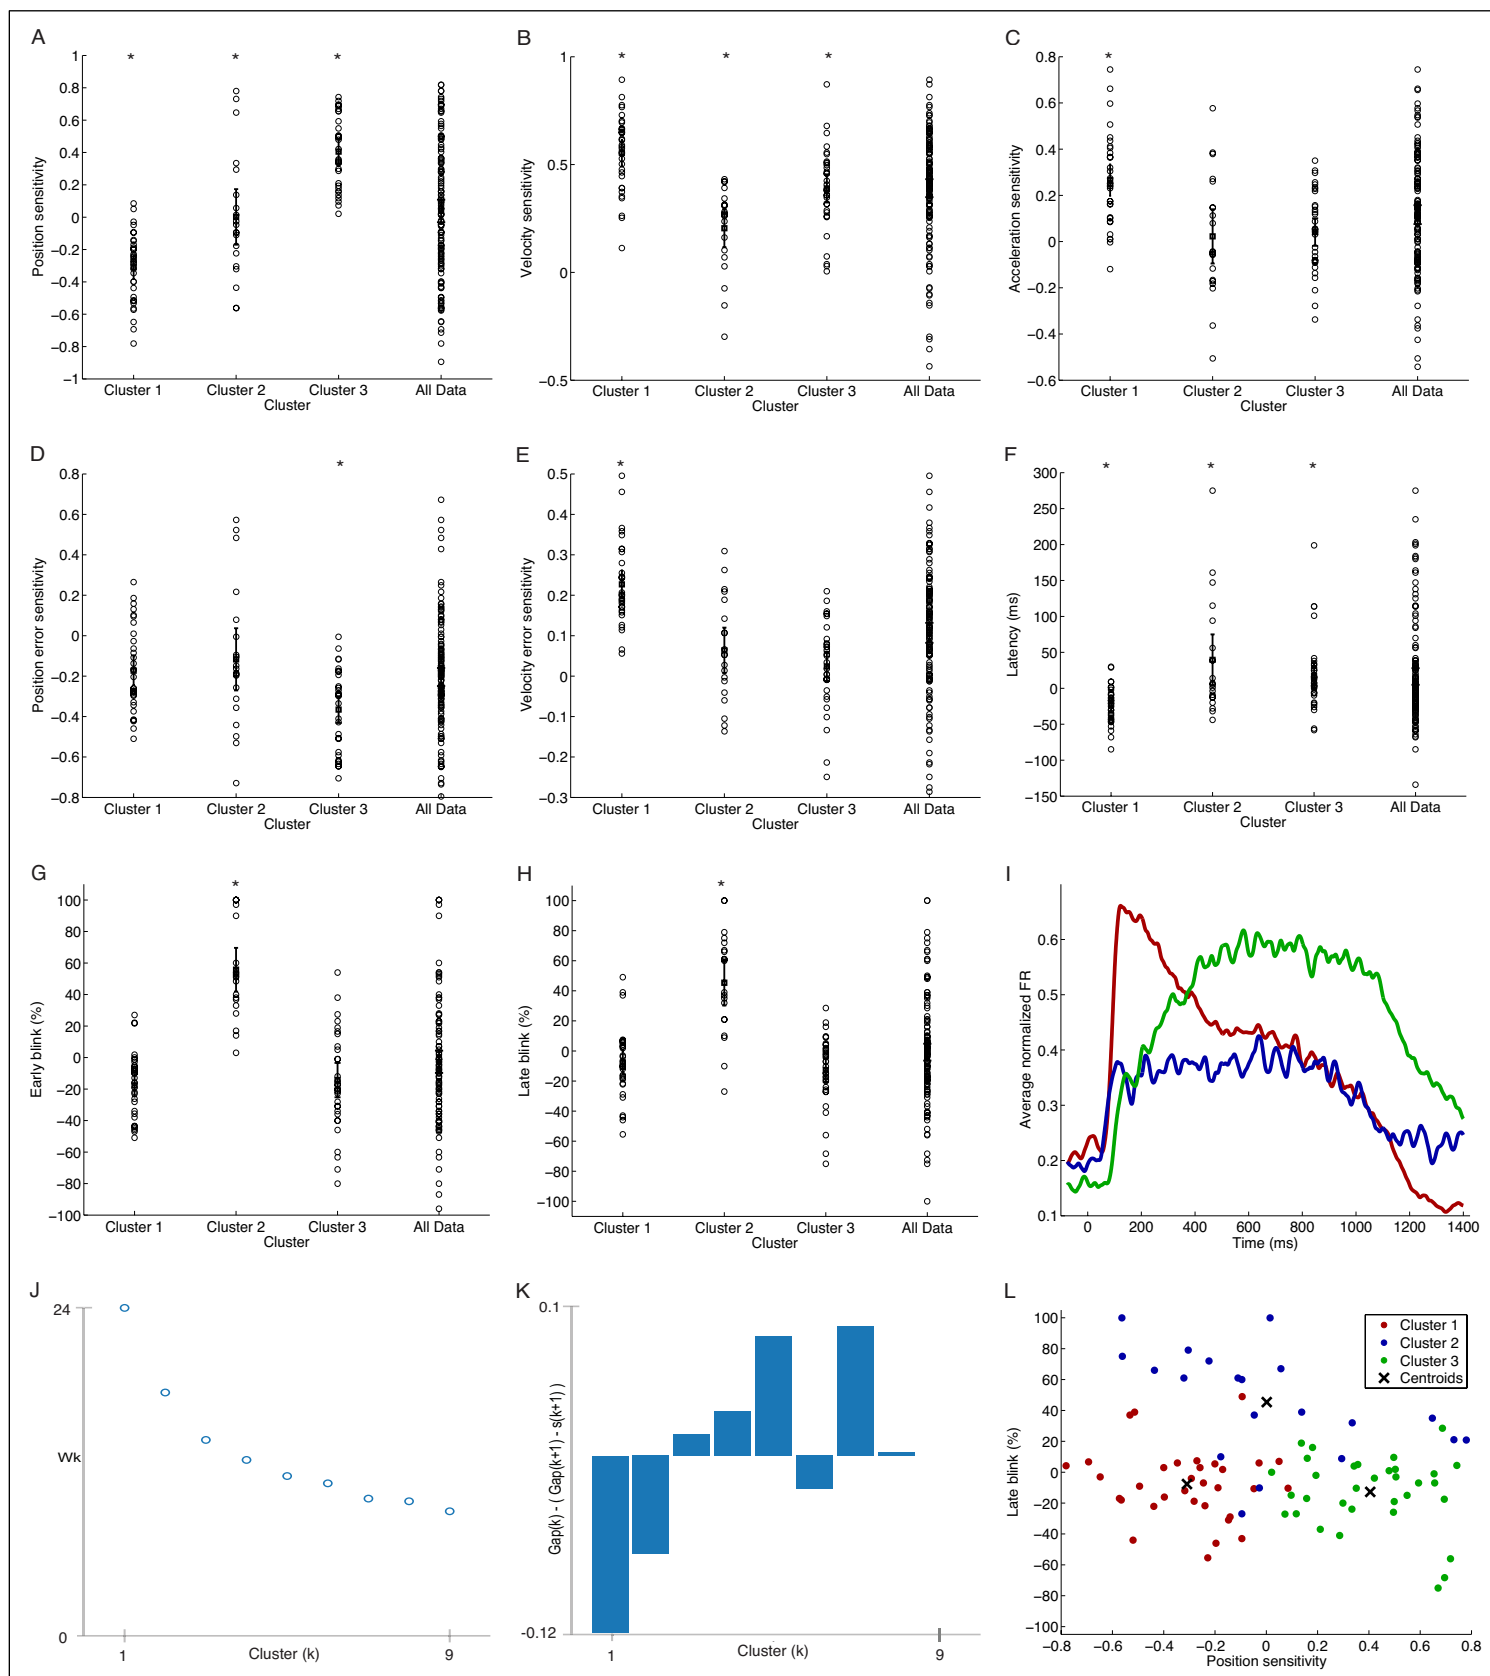 A
*
*
*
1
0.8
0.6
0.4
0.2
0
−0.2
−0.4
−0.6
−0.8
−1
Position sensitivity
Cluster 1
Cluster 2
Cluster 3
All Data
Cluster
B
*
*
*
1
0.5
0
−0.5
Velocity sensitivity
Cluster 1
Cluster 2
Cluster 3
All Data
Cluster
C
*
0.8
0.6
0.4
0.2
0
−0.2
−0.4
−0.6
Acceleration sensitivity
Cluster 1
Cluster 2
Cluster 3
All Data
Cluster
D
*
0.8
0.6
0.4
0.2
0
−0.2
−0.4
−0.6
−0.8
Position error sensitivity
Cluster 1
Cluster 2
Cluster 3
All Data
Cluster
E
*
0.5
0.4
0.3
0.2
0.1
0
−0.1
−0.2
−0.3
Velocity error sensitivity
Cluster 1
Cluster 2
Cluster 3
All Data
Cluster
F
*
*
*
300
250
200
150
100
50
0
−50
−100
−150
Latency (ms)
Cluster 1
Cluster 2
Cluster 3
All Data
Cluster
G
*
100
80
60
40
20
0
−20
−40
−60
−80
−100
Early blink (%)
Cluster 1
Cluster 2
Cluster 3
All Data
Cluster
H
*
100
80
60
40
20
0
−20
−40
−60
−80
−100
Late blink (%)
Cluster 1
Cluster 2
Cluster 3
All Data
Cluster
I
0.6
0.5
0.4
0.3
0.2
0.1
Average normalized FR
0
200
400
600
800
1000
1200
1400
Time (ms)
J
24
Wk
0
1
9
Cluster (k)
K
0.1
-0.12
Gap(k) - ( Gap(k+1) - s(k+1) )
1
9
Cluster (k)
L
100
80
60
40
20
0
−20
−40
−60
−80
−100
Late blink (%)
Cluster 1
Cluster 2
Cluster 3
Centroids
−0.8
−0.6
−0.4
−0.2
0
0.2
0.4
0.6
0.8
Position sensitivity